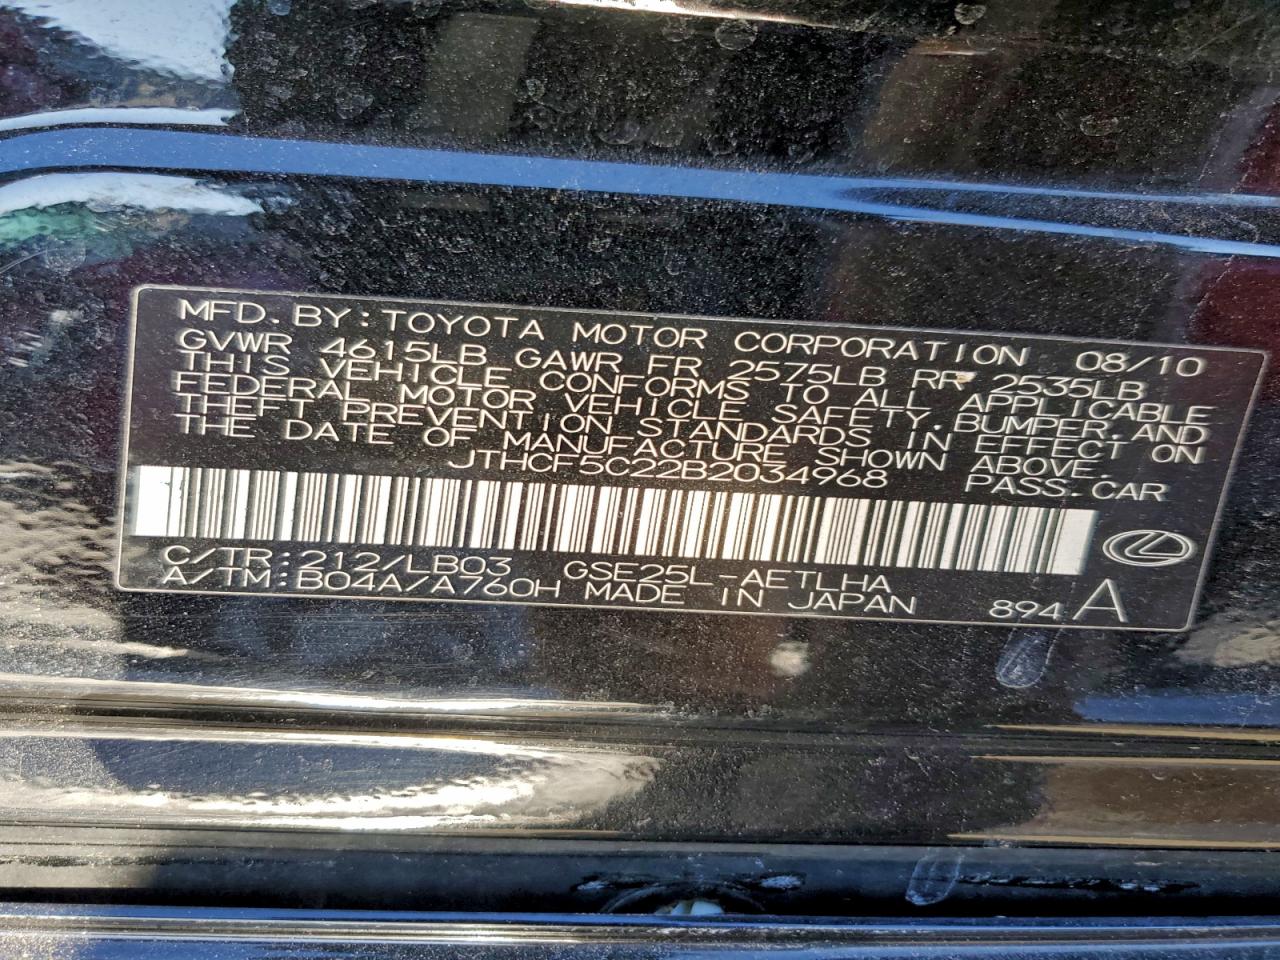 MFD. BY: TOYOTA MOTOR CORPORATION 08/10
GVWR 4615LB GAWR FR 2575LB RR 2535LB
THIS VEHICLE CONFORMS TO ALL APPLICABLE
FEDERAL MOTOR VEHICLE SAFETY, BUMPER, AND
THEFT PREVENTION STANDARDS IN EFFECT ON
THE DATE OF MANUFACTURE SHOWN ABOVE.
JTHCF5C22B2034968 PASS. CAR
C/TR: 212/LB03 GSE25L-AETLHA
A/TM: B04A/A760H MADE IN JAPAN 894 A